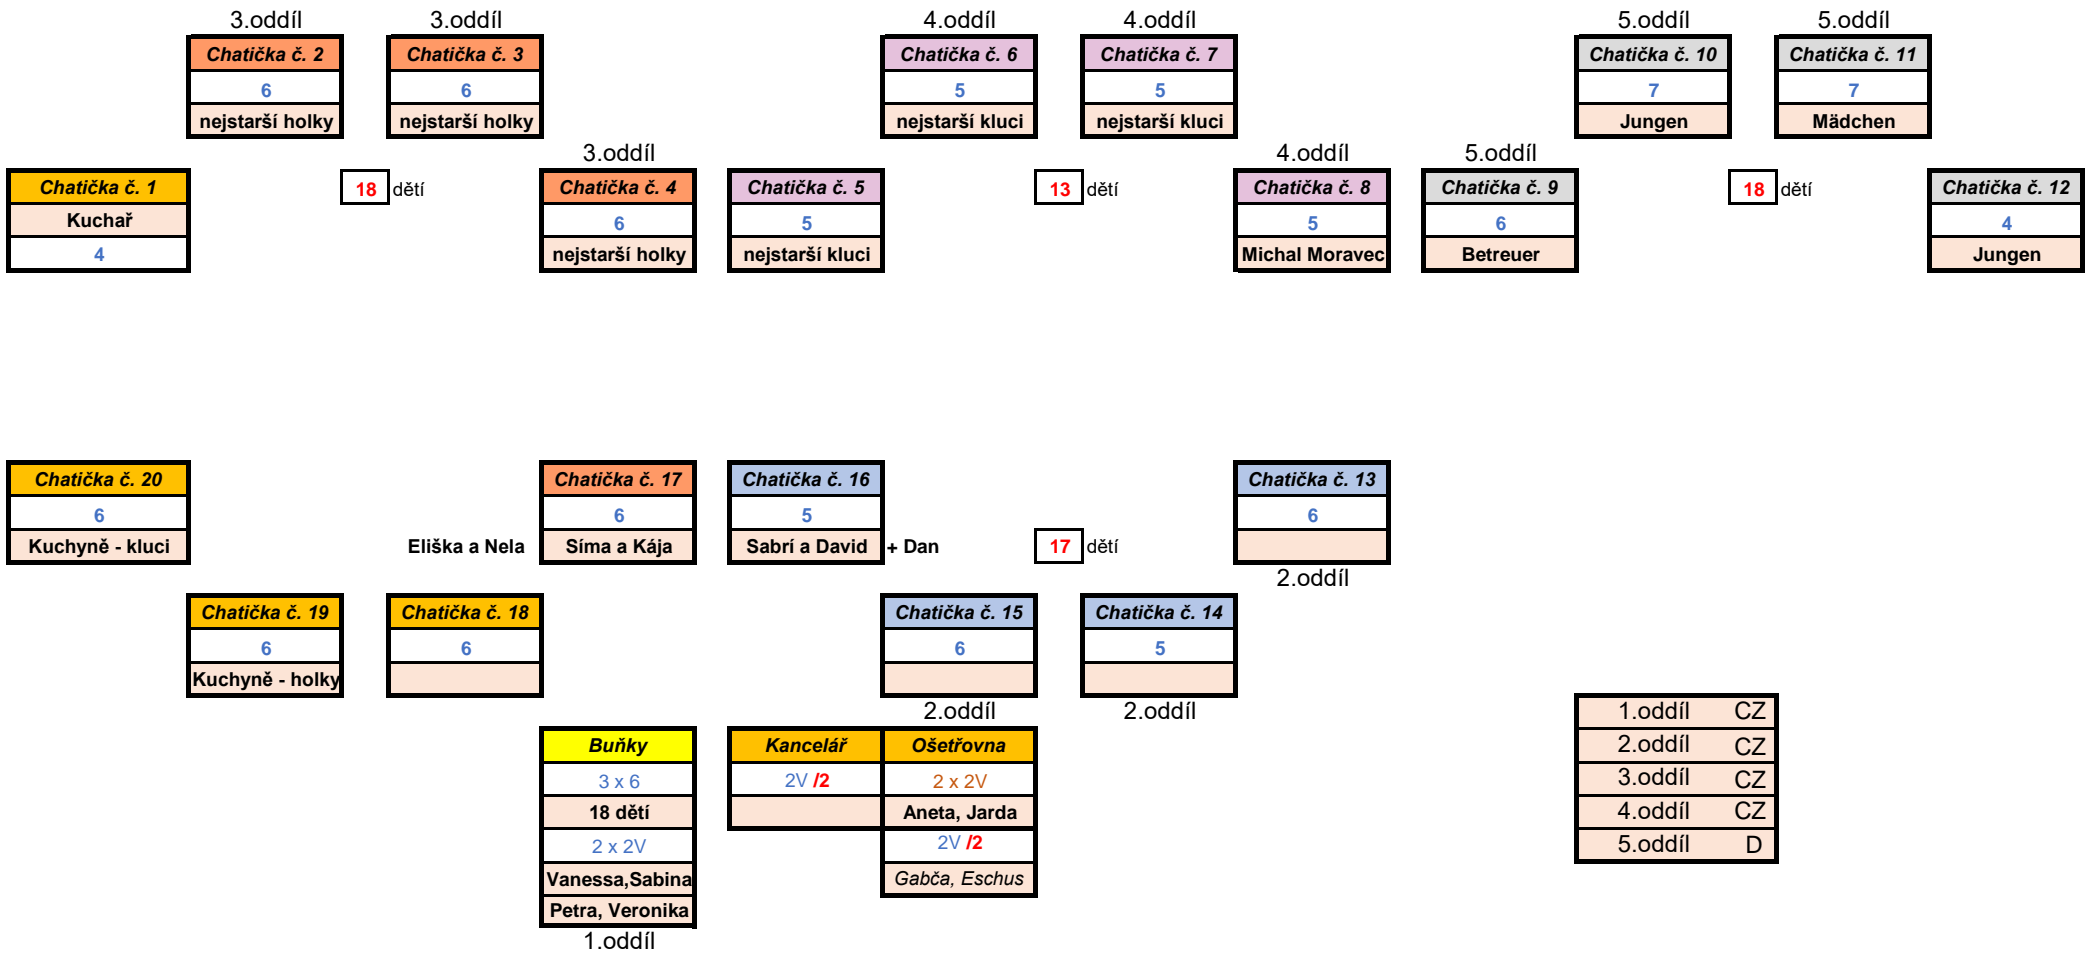 3.oddíl 3.oddíl 4.oddíl 4.oddíl 5.oddíl 5.oddíl
Chatička č. 2 Chatička č. 3 Chatička č. 6 Chatička č. 7 Chatička č. 10 Chatička č. 11
6 6 5 5 7 7
nejstarší holky nejstarší holky nejstarší kluci nejstarší kluci Jungen Mädchen
3.oddíl 4.oddíl 5.oddíl
Chatička č. 1 18 dětí Chatička č. 4 Chatička č. 5 13 dětí Chatička č. 8 Chatička č. 9 18 dětí Chatička č. 12
Kuchař 6 5 5 6 4
4 nejstarší holky nejstarší kluci Michal Moravec Betreuer Jungen
Chatička č. 20 Chatička č. 17 Chatička č. 16 Chatička č. 13
6 6 5 6
Kuchyně - kluci Eliška a Nela Síma a Kája Sabrí a David + Dan 17 dětí
2.oddíl
Chatička č. 19 Chatička č. 18 Chatička č. 15 Chatička č. 14
6 6 6 5
Kuchyně - holky
2.oddíl 2.oddíl 1.oddíl CZ
Buňky Kancelář Ošetřovna 2.oddíl CZ
3 x 6 2V /2 2 x 2V 3.oddíl CZ
18 dětí Aneta, Jarda 4.oddíl CZ
2 x 2V 2V /2 5.oddíl D
Vanessa,Sabina Gabča, Eschus
Petra, Veronika
1.oddíl